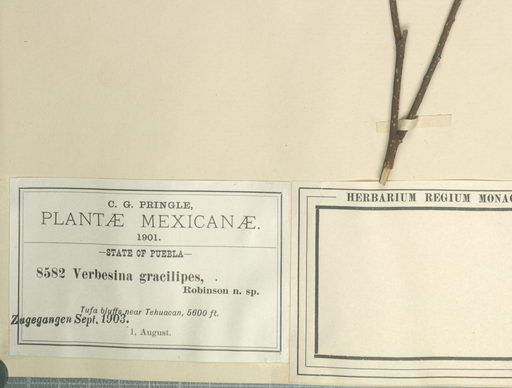 C. G. PRINGLE,
PLANTÆ MEXICANÆ.
1901.
—STATE OF PUEBLA—
8582 Verbesina gracilipes,
Robinson n. sp.
Tufa bluffs near Tehuacan, 5600 ft.
Zugegangen Sept. 1903.
1, August.
HERBARIUM REGIUM MONAC